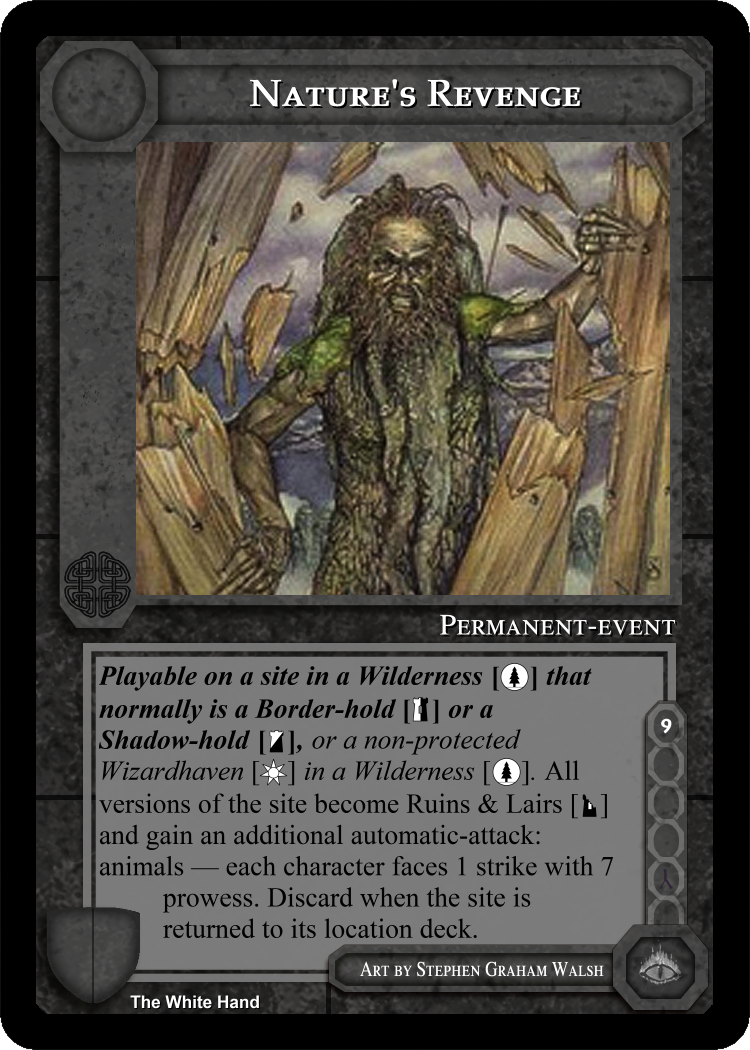 Nature's Revenge
Permanent-event
Playable on a site in a Wilderness [] that
normally is a Border-hold [] or a
Shadow-hold [], or a non-protected
Wizardhaven [] in a Wilderness []. All
versions of the site become Ruins & Lairs []
and gain an additional automatic-attack:
animals — each character faces 1 strike with 7
prowess. Discard when the site is
returned to its location deck.
9
Art by Stephen Graham Walsh
The White Hand